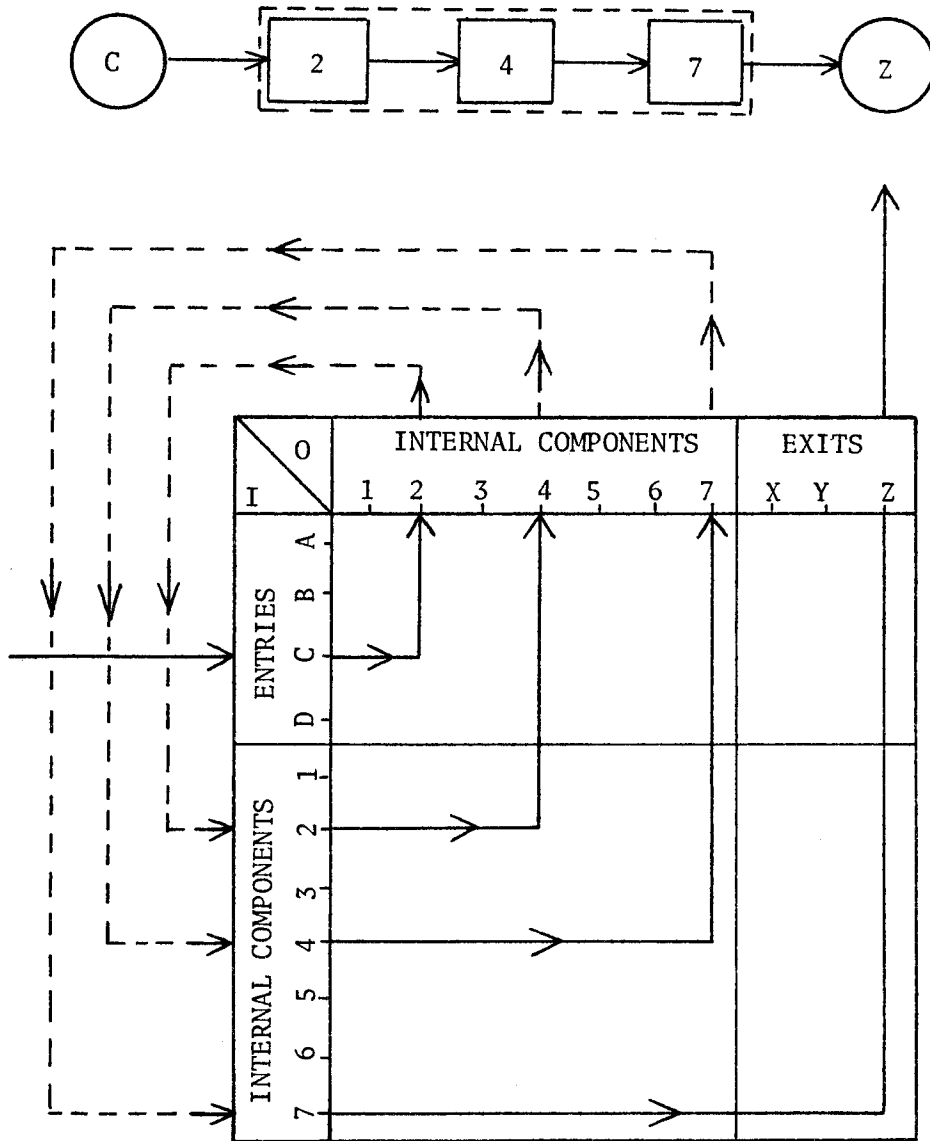 C 2 4 7 Z
O INTERNAL COMPONENTS EXITS
I 1 2 3 4 5 6 7 X Y Z
ENTRIES
A
B
C
D
INTERNAL COMPONENTS
1
2
3
4
5
6
7